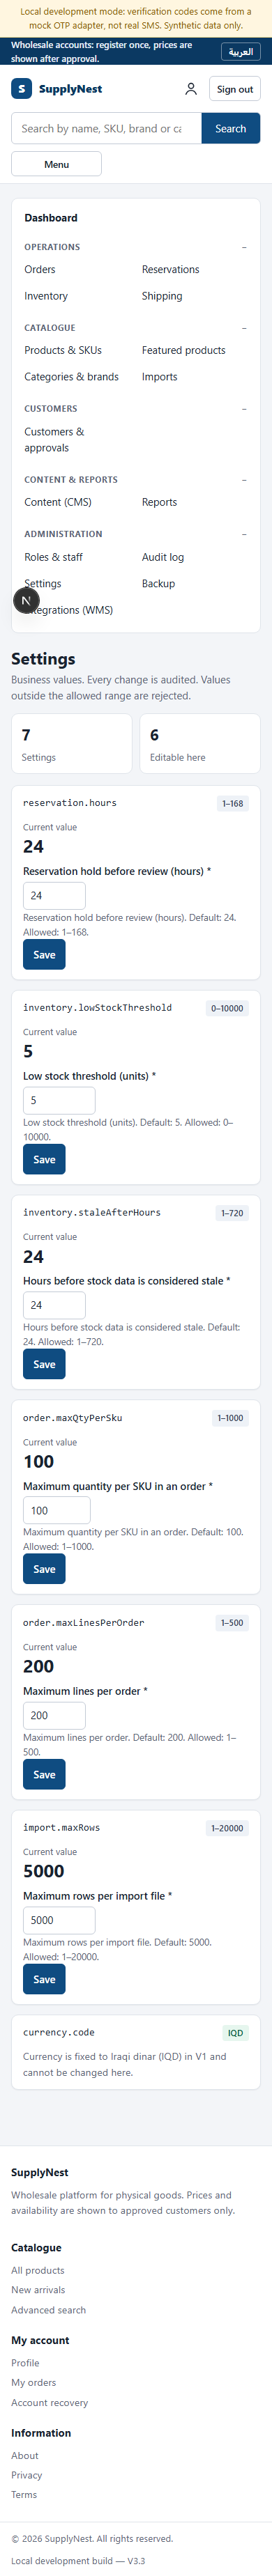 Local development mode: verification codes come from a
mock OTP adapter, not real SMS. Synthetic data only.
Wholesale accounts: register once, prices are
shown after approval.
العربية
S
SupplyNest
Sign out
Search by name, SKU, brand or ca
Search
Menu
Dashboard
OPERATIONS –
Orders
Reservations
Inventory
Shipping
CATALOGUE –
Products & SKUs
Featured products
Categories & brands
Imports
CUSTOMERS –
Customers &
approvals
CONTENT & REPORTS –
Content (CMS)
Reports
ADMINISTRATION –
Roles & staff
Audit log
Settings
Backup
N
(WMS)
Settings
Business values. Every change is audited. Values
outside the allowed range are rejected.
7
Settings
6
Editable here
reservation.hours
1–168
Current value
24
Reservation hold before review (hours) *
24
Reservation hold before review (hours). Default: 24.
Allowed: 1–168.
Save
inventory.lowStockThreshold
0–10000
Current value
5
Low stock threshold (units) *
5
Low stock threshold (units). Default: 5. Allowed: 0–
10000.
Save
inventory.staleAfterHours
1–720
Current value
24
Hours before stock data is considered stale *
24
Hours before stock data is considered stale. Default:
24. Allowed: 1–720.
Save
order.maxQtyPerSku
1–1000
Current value
100
Maximum quantity per SKU in an order *
100
Maximum quantity per SKU in an order. Default: 100.
Allowed: 1–1000.
Save
order.maxLinesPerOrder
1–500
Current value
200
Maximum lines per order *
200
Maximum lines per order. Default: 200. Allowed: 1–
500.
Save
import.maxRows
1–20000
Current value
5000
Maximum rows per import file *
5000
Maximum rows per import file. Default: 5000.
Allowed: 1–20000.
Save
currency.code
IQD
Currency is fixed to Iraqi dinar (IQD) in V1 and
cannot be changed here.
SupplyNest
Wholesale platform for physical goods. Prices and
availability are shown to approved customers only.
Catalogue
All products
New arrivals
Advanced search
My account
Profile
My orders
Account recovery
Information
About
Privacy
Terms
© 2026 SupplyNest. All rights reserved.
Local development build — V3.3